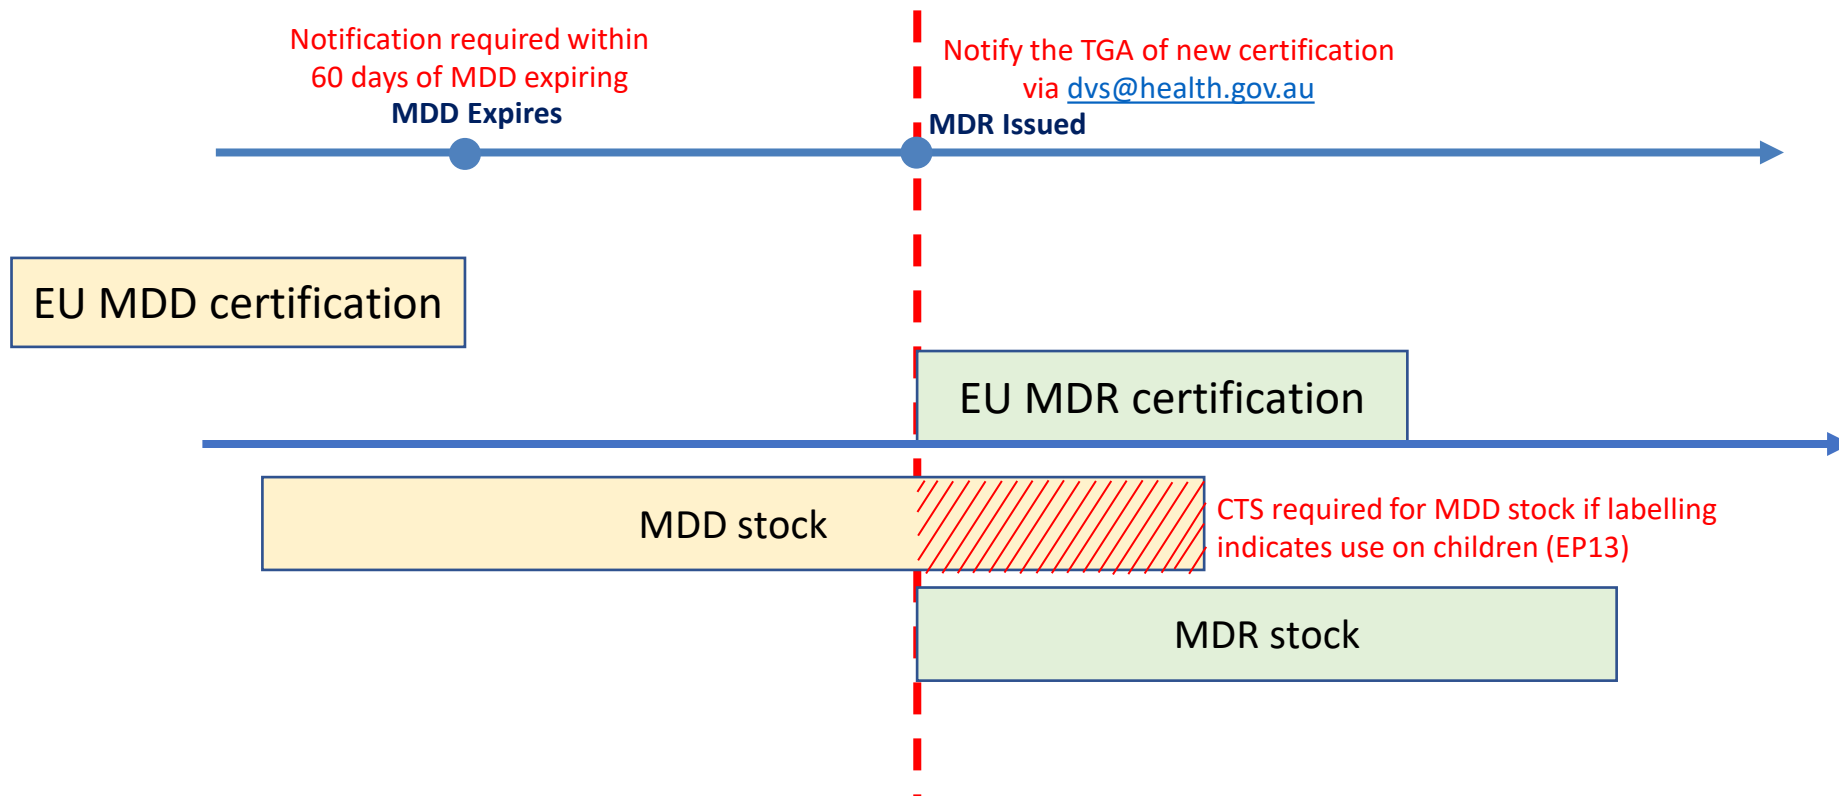 Notification required within
60 days of MDD expiring
MDD Expires
Notify the TGA of new certification
via dvs@health.gov.au
MDR Issued
EU MDD certification
EU MDR certification
MDD stock
CTS required for MDD stock if labelling
indicates use on children (EP13)
MDR stock